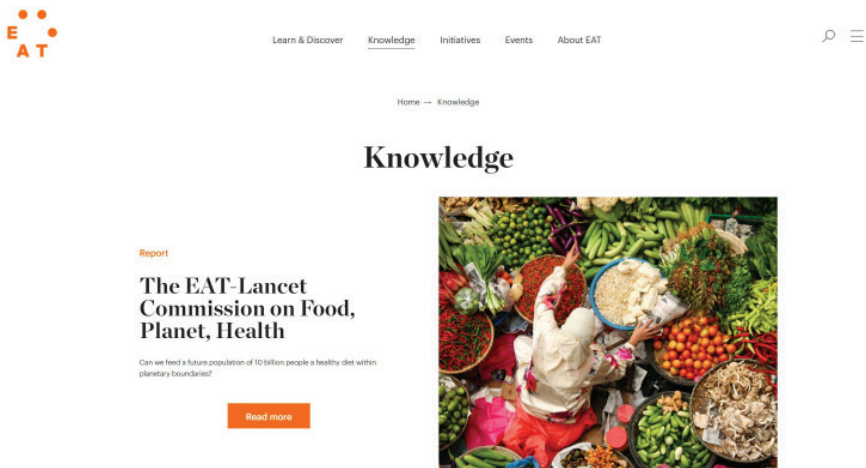 EAT
Learn & Discover Knowledge Initiatives Events About EAT
Home → Knowledge
Knowledge
Report
The EAT-Lancet
Commission on Food,
Planet, Health
Can we feed a future population of 10 billion people a healthy diet within
planetary boundaries?
Read more